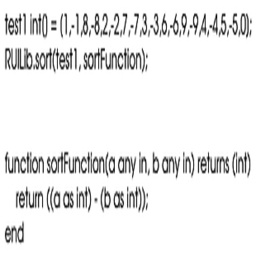 test1 int() = (1,-1,8,-8,2,-2,7,-7,3,-3,6,-6,9,-9,4,-4,5,-5,0);
RUILib.sort(test1, sortFunction);
function sortFunction(a any in, b any in) returns (int)
return ((a as int) - (b as int));
end